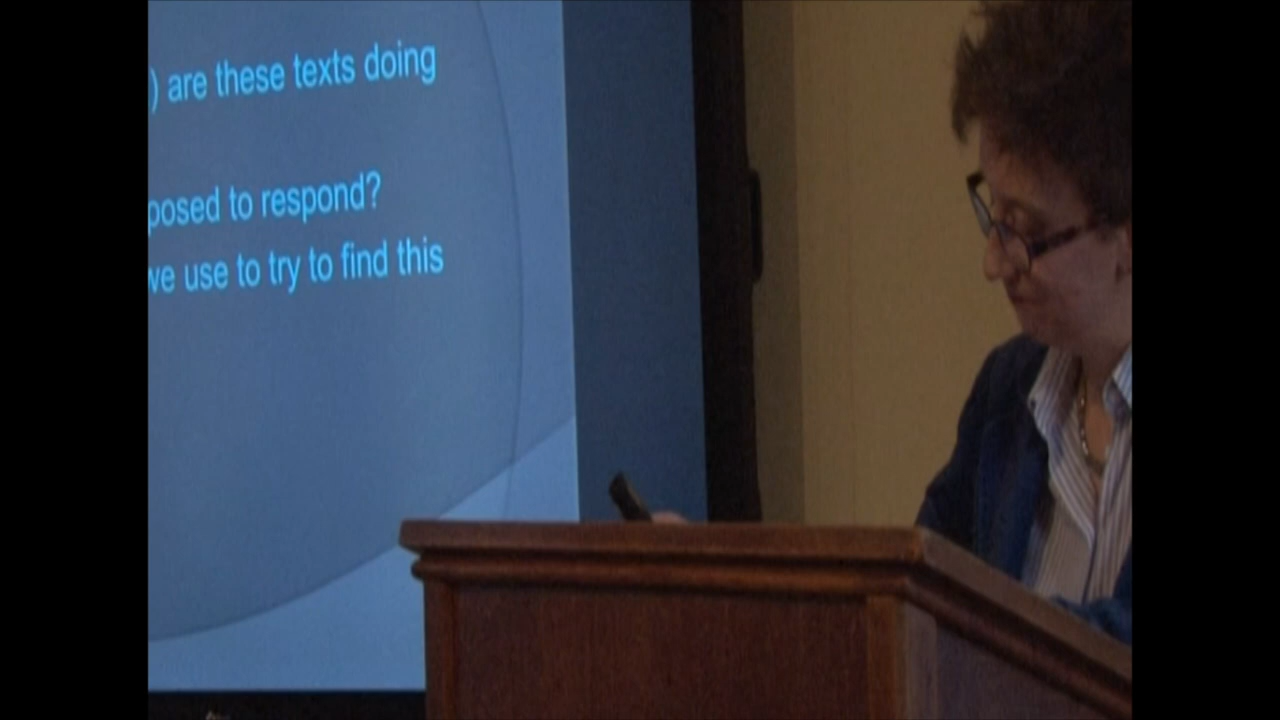 ) are these texts doing
posed to respond?
we use to try to find this